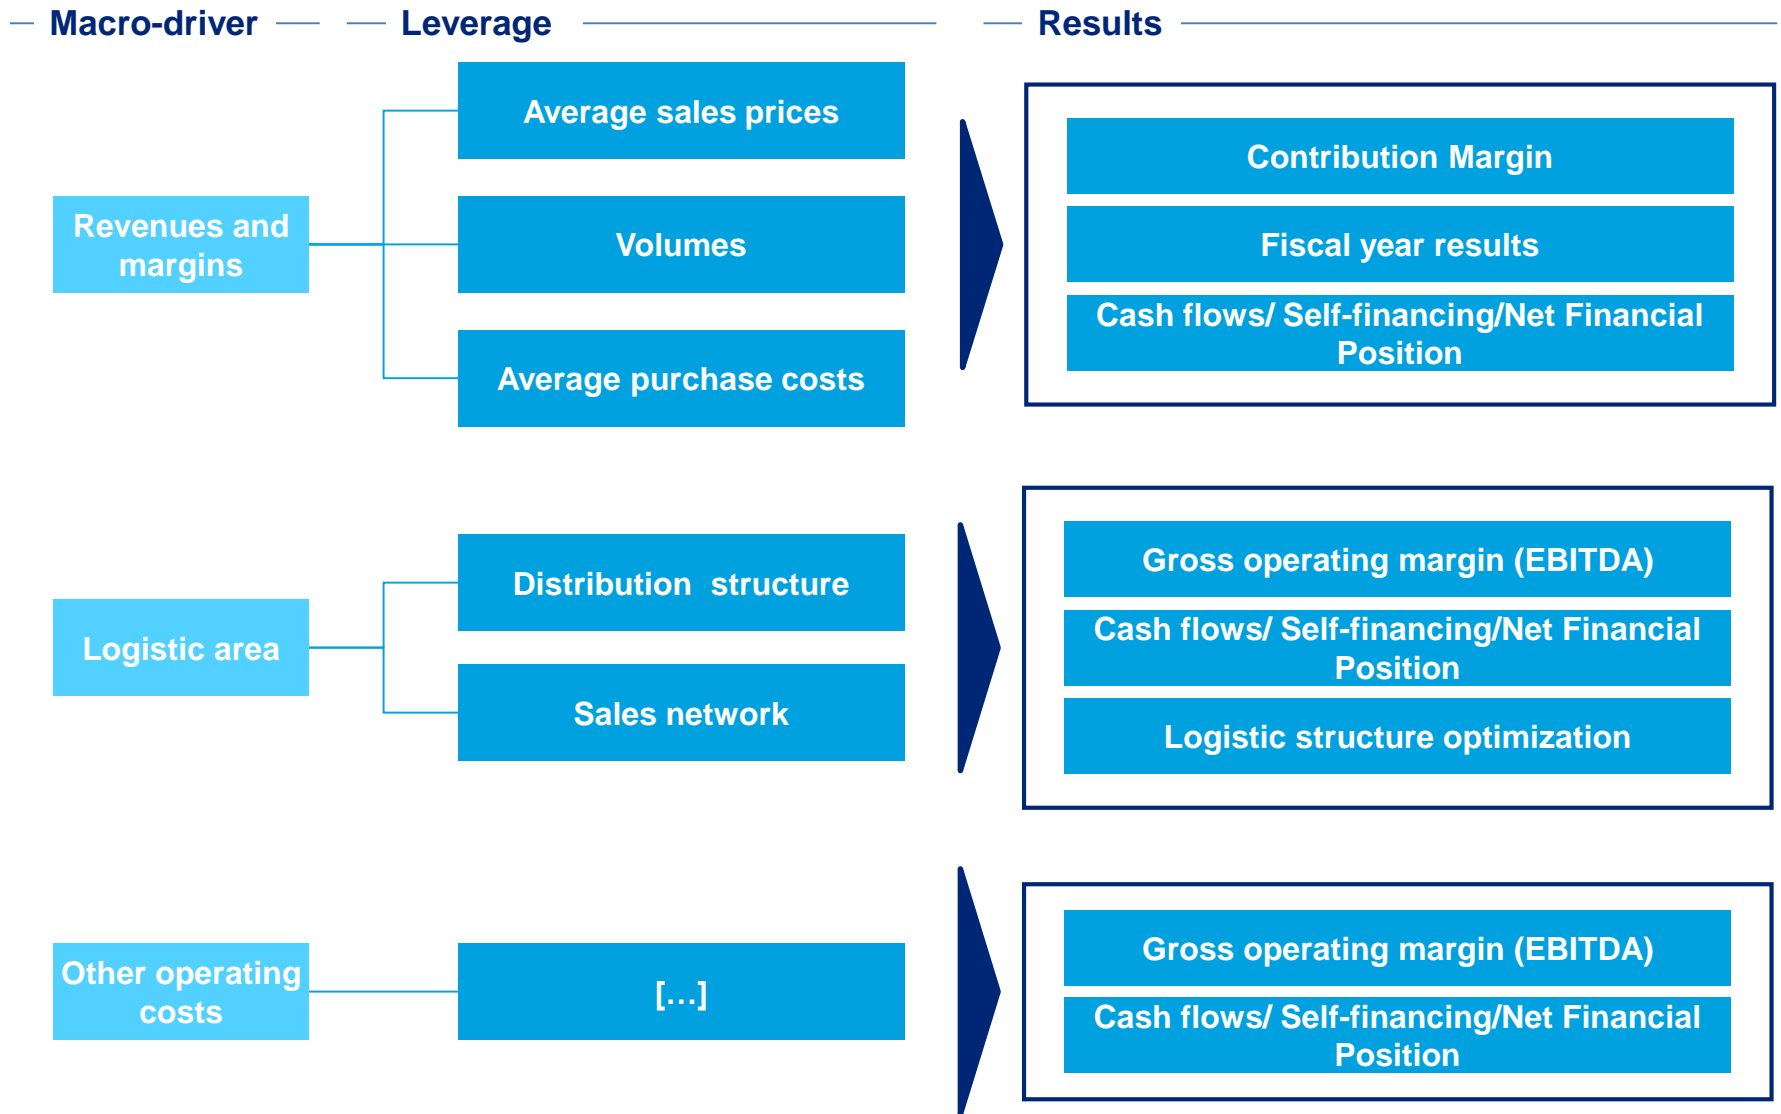 Macro-driver
Leverage
Results
Revenues and
margins
Average sales prices
Volumes
Average purchase costs
Contribution Margin
Fiscal year results
Cash flows/ Self-financing/Net Financial
Position
Logistic area
Distribution  structure
Sales network
Gross operating margin (EBITDA)
Cash flows/ Self-financing/Net Financial
Position
Logistic structure optimization
Other operating
costs
[…]
Gross operating margin (EBITDA)
Cash flows/ Self-financing/Net Financial
Position